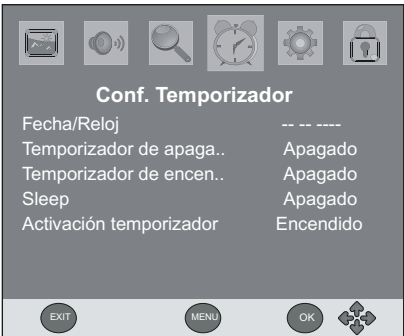 Conf. Temporizador
Fecha/Reloj -- -- ----
Temporizador de apaga.. Apagado
Temporizador de encen.. Apagado
Sleep Apagado
Activación temporizador Encendido
EXIT MENU OK